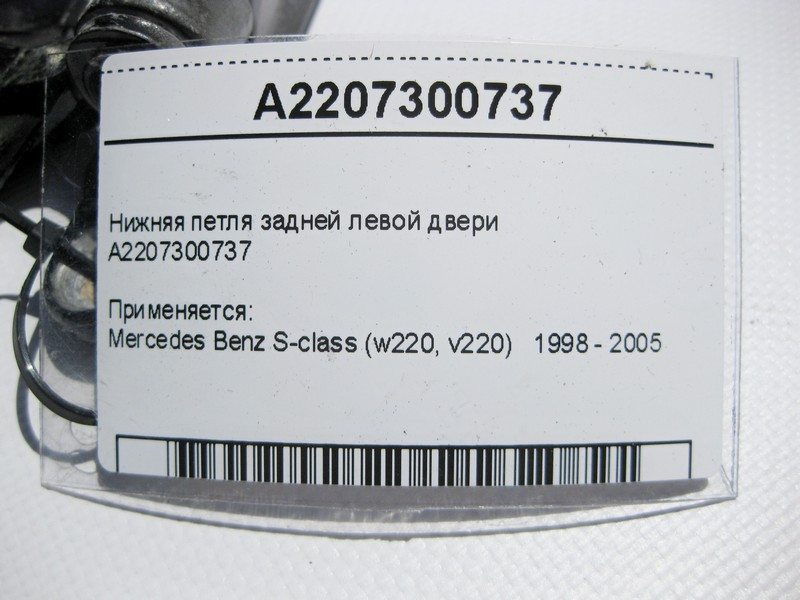 A2207300737
Нижняя петля задней левой двери
A2207300737
Применяется:
Mercedes Benz S-class (w220, v220) 1998 - 2005